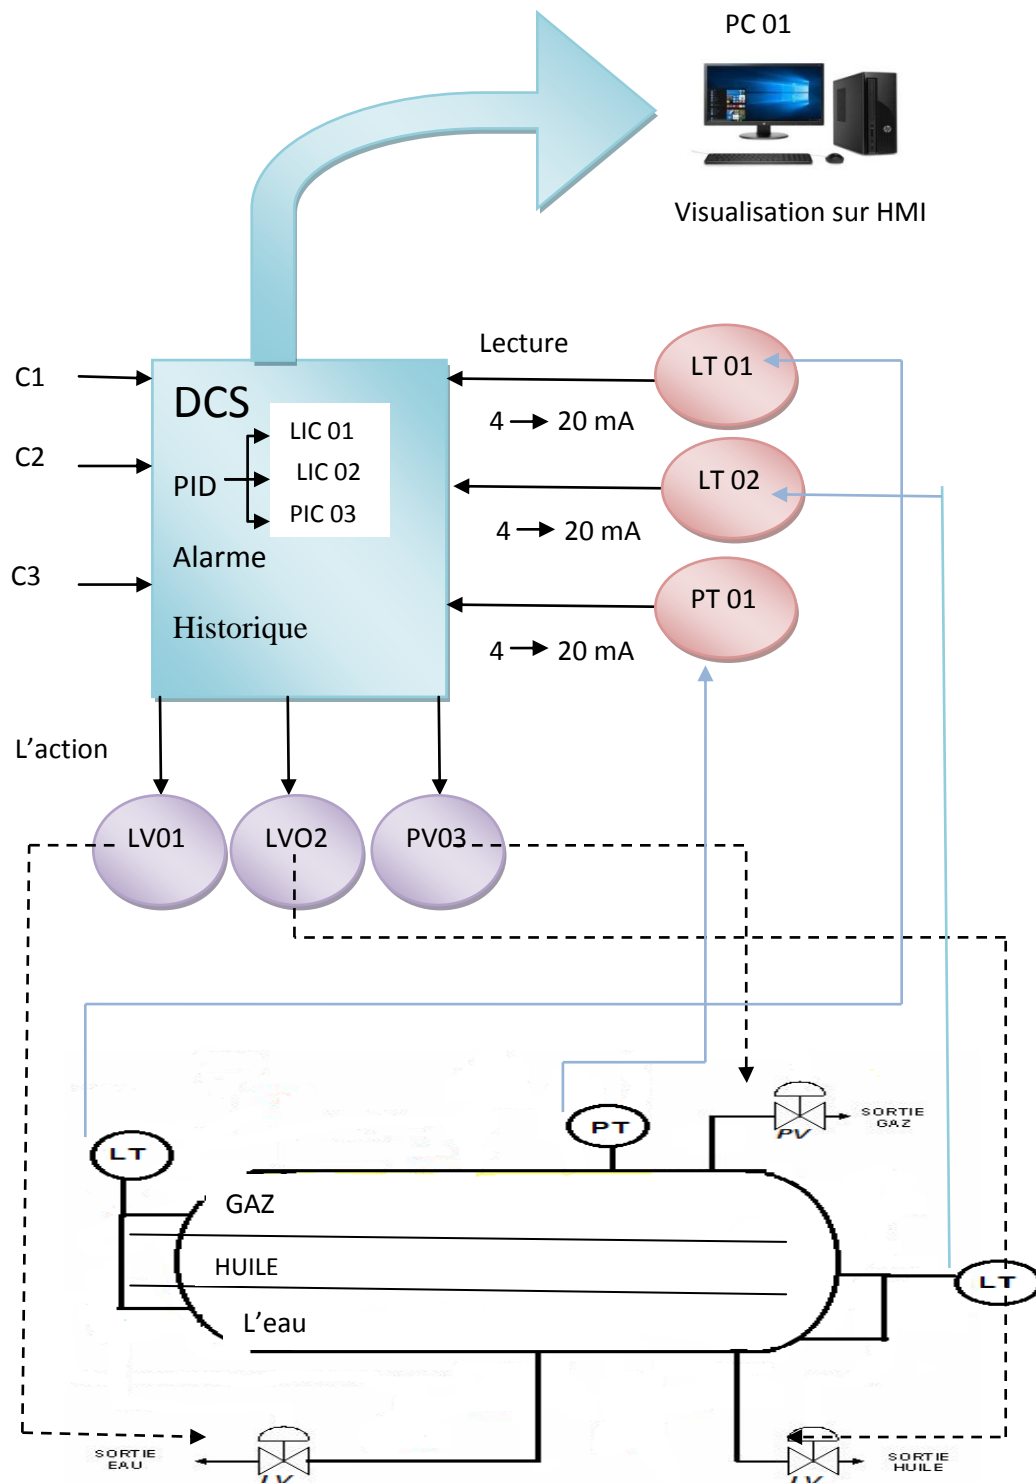 PC 01
Visualisation sur HMI
Lecture
LT 01
C1
DCS
4 20 mA
LIC 01
C2
PID
LIC 02
LT 02
PIC 03
4 20 mA
Alarme
C3
PT 01
Historique
4 20 mA
L'action
LV01
LVO2
PV03
SORTIE
GAZ
PT
PV
LT
GAZ
HUILE
LT
L'eau
SORTIE
EAU
LV
LV
SORTIE
HUILE